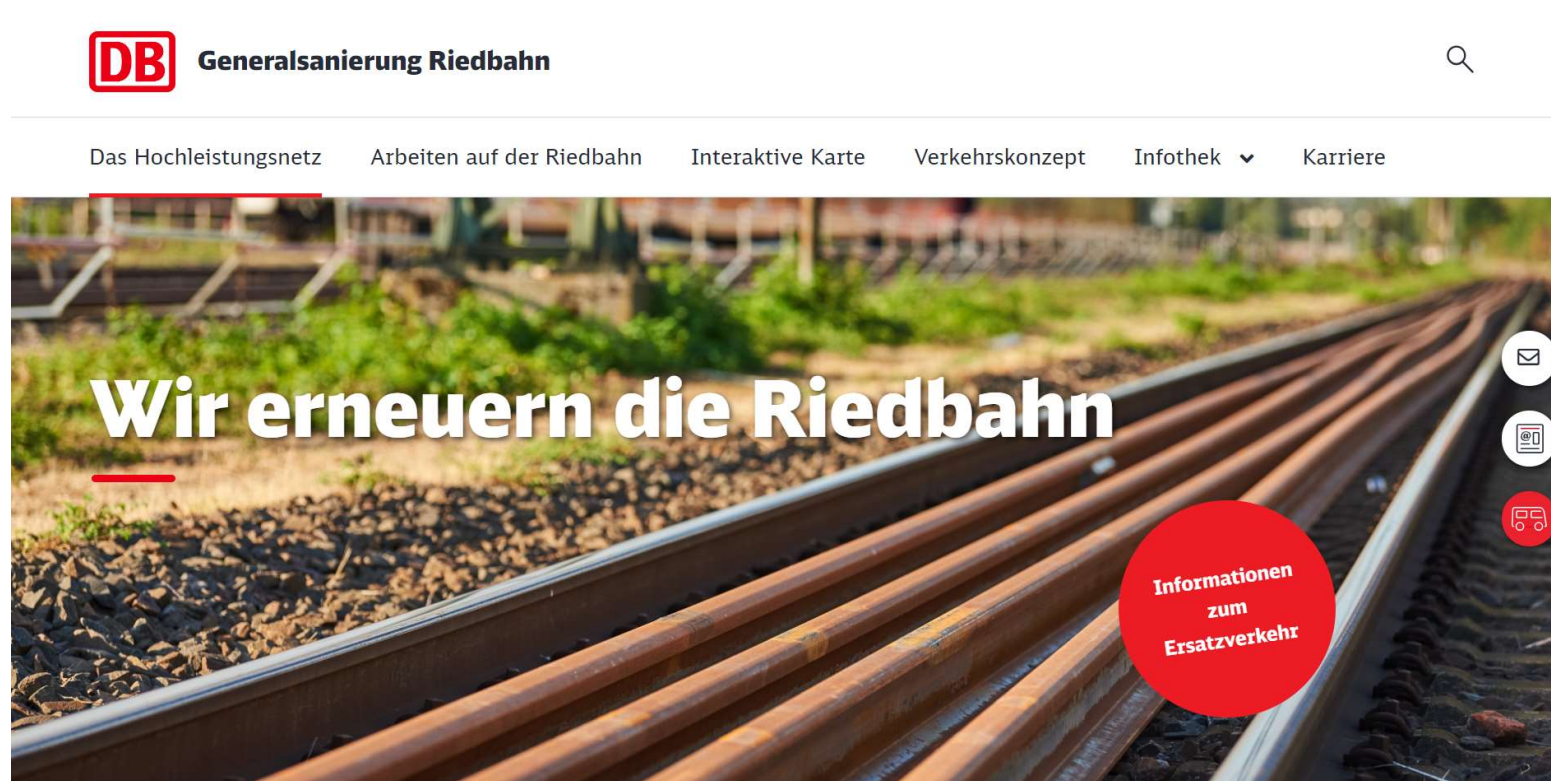 DB Generalsanierung Riedbahn
Das Hochleistungsnetz Arbeiten auf der Riedbahn Interaktive Karte Verkehrskonzept Infothek Karriere
Wir erneuern die Riedbahn
Informationen
zum
Ersatzverkehr